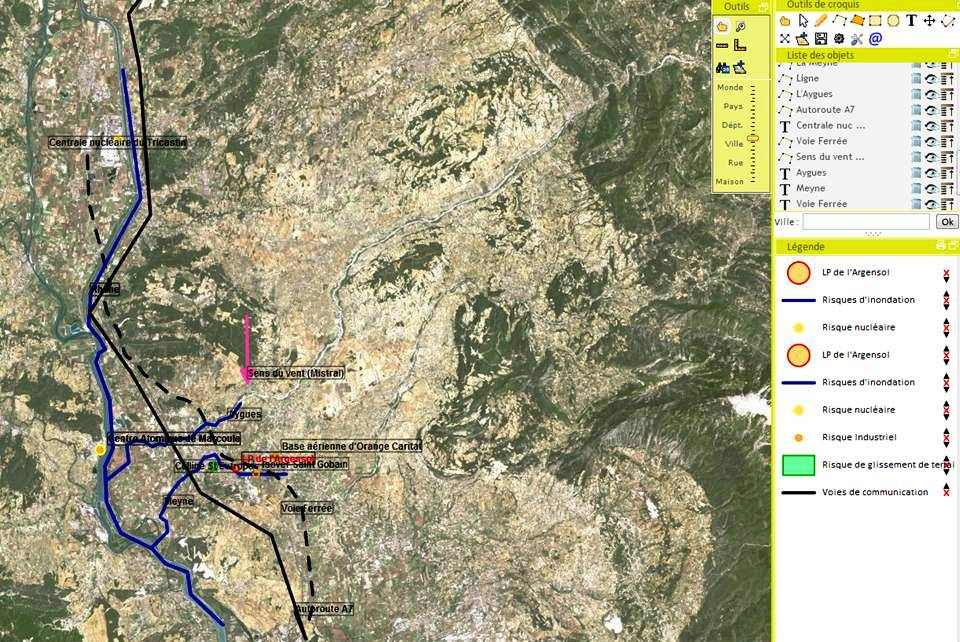 Centrale nucléaire du Tricastin
Rhône
Sens du vent (Mistral)
Aygues
Centre Atomique de Marcoule
Base aérienne d'Orange Caritat
LP de l'Argensol
Colline St Europe
Isover Saint Gobain
Meyne
Voie Ferrée
Autoroute A7
Outils
Monde
Pays
Dépt.
Ville
Rue
Maison
Outils de croquis
T
@
Liste des objets
La Meyne
Ligne
L'Aygues
Autoroute A7
T Centrale nuc ...
Voie Ferrée
Sens du vent ...
T Aygues
T Meyne
T Voie Ferrée
Ville : Ok
Légende
LP de l'Argensol
Risques d'inondation
Risque nucléaire
LP de l'Argensol
Risques d'inondation
Risque nucléaire
Risque Industriel
Risque de glissement de terrai
Voies de communication